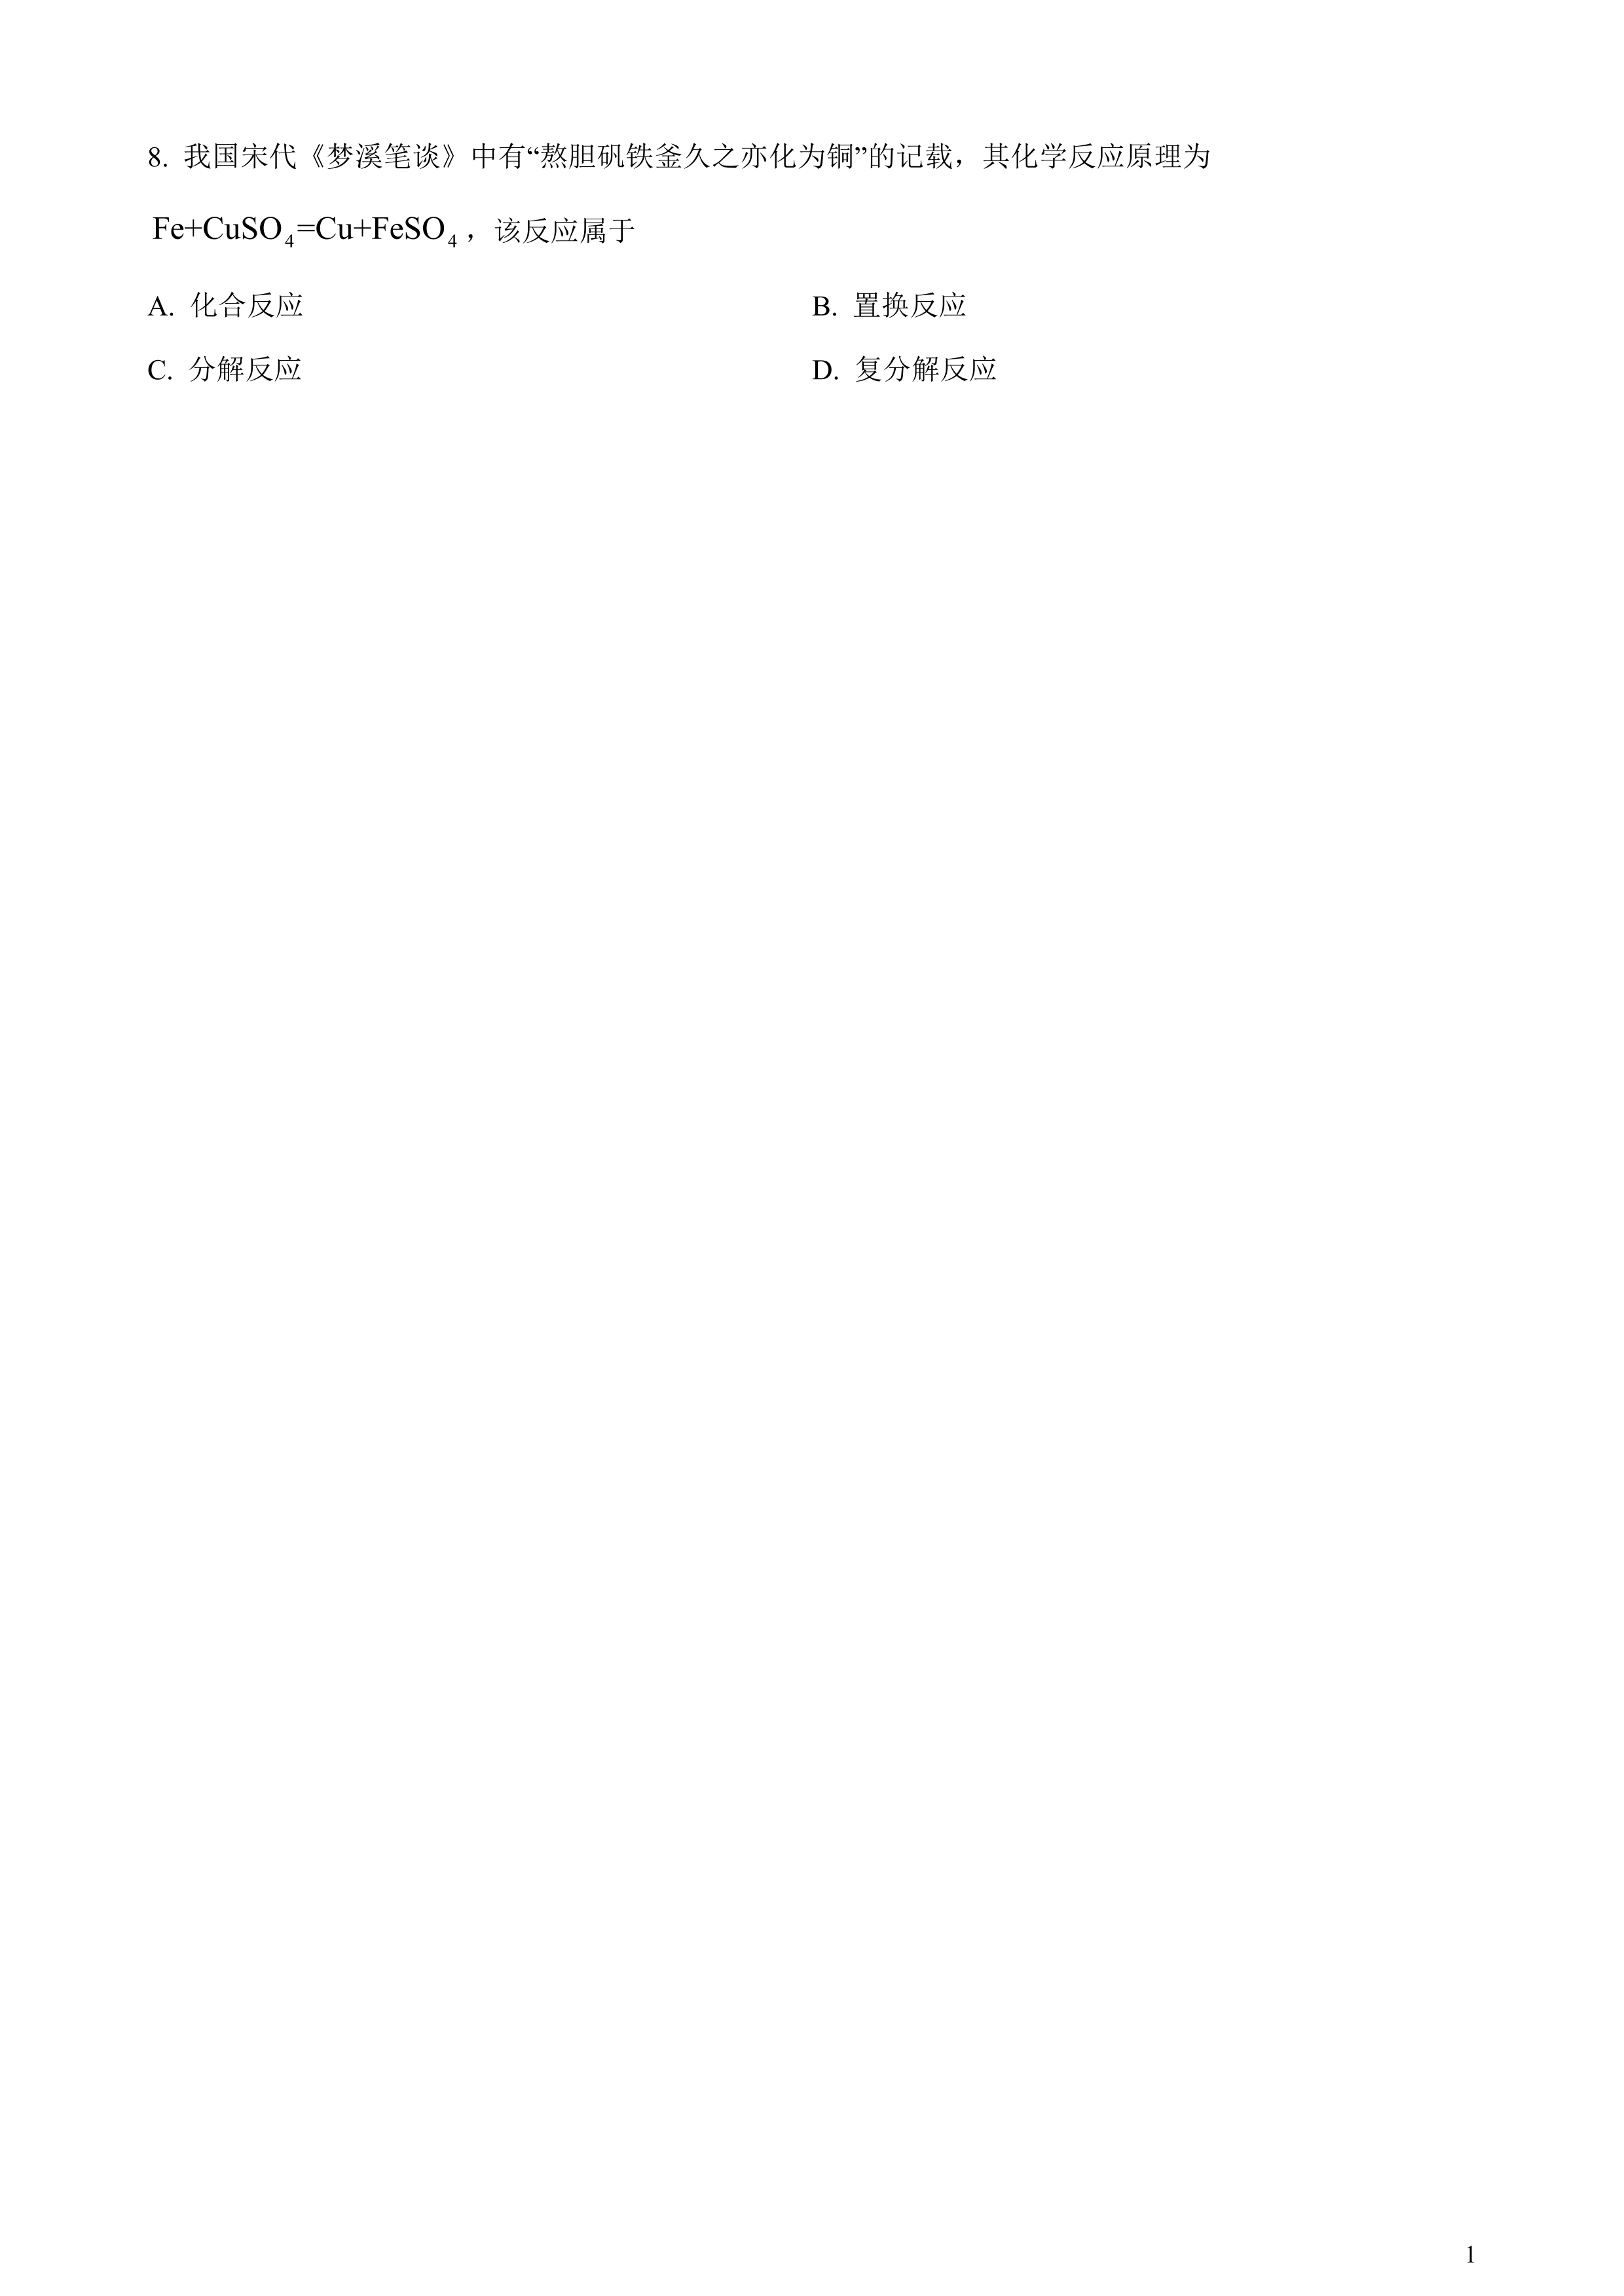 8. 我国宋代《梦溪笔谈》中有“熬胆矾铁釜久之亦化为铜”的记载，其化学反应原理为
Fe+CuSO₄=Cu+FeSO₄，该反应属于
A. 化合反应 B. 置换反应
C. 分解反应 D. 复分解反应
1